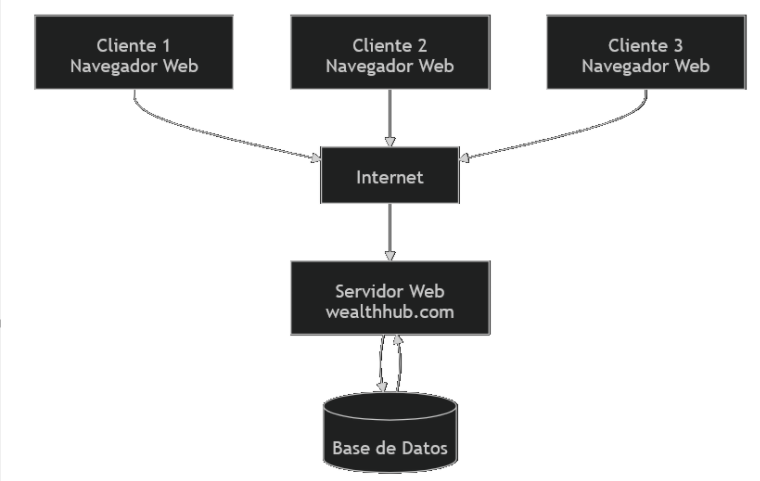 Cliente 1
Navegador Web
Cliente 2
Navegador Web
Cliente 3
Navegador Web
Internet
Servidor Web
wealthhub.com
Base de Datos